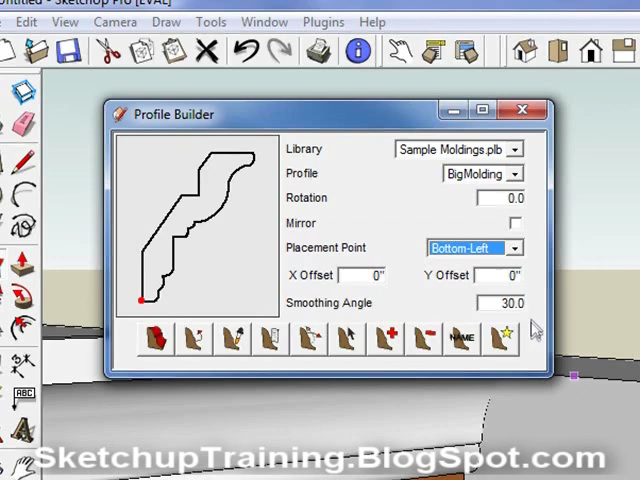 Untitled - SketchUp Pro [EVAL]
Edit View Camera Draw Tools Window Plugins Help
Profile Builder
Library Sample Moldings.plb
Profile BigMolding
Rotation 0.0
Mirror
Placement Point Bottom-Left
X Offset 0" Y Offset 0"
Smoothing Angle 30.0
NAME
ABC
SketchupTraining.BlogSpot.com